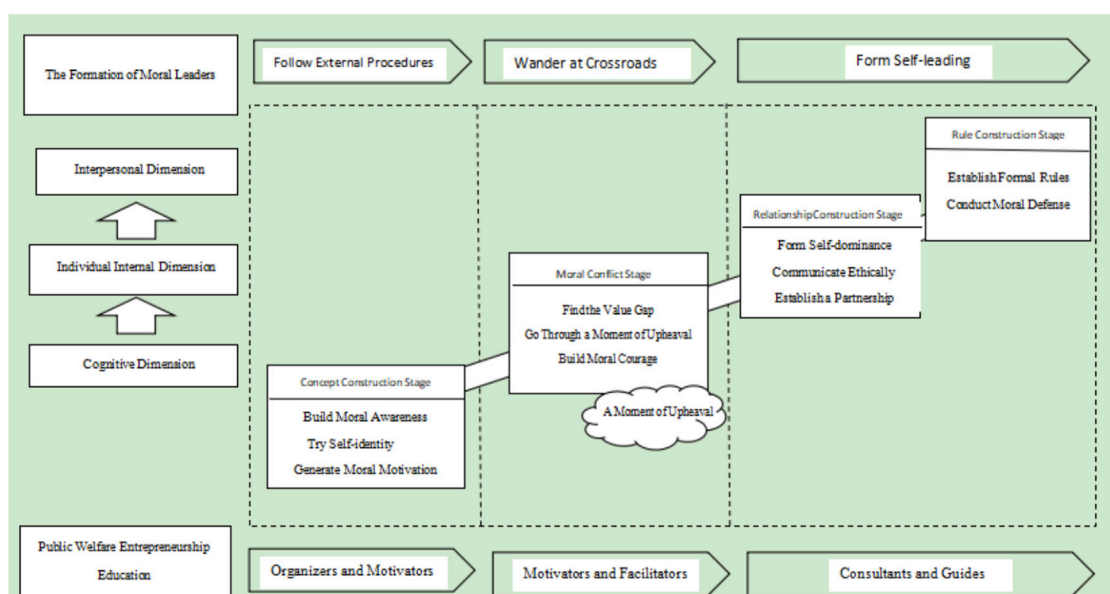 The Formation of Moral Leaders
Follow External Procedures
Wander at Crossroads
Form Self-leading
Interpersonal Dimension
Individual Internal Dimension
Cognitive Dimension
Concept Construction Stage
Build Moral Awareness
Try Self-identity
Generate Moral Motivation
Moral Conflict Stage
Find the Value Gap
Go Through a Moment of Upheaval
Build Moral Courage
A Moment of Upheaval
Relationship Construction Stage
Form Self-dominance
Communicate Ethically
Establish a Partnership
Rule Construction Stage
Establish Formal Rules
Conduct Moral Defense
Public Welfare Entrepreneurship
Education
Organizers and Motivators
Motivators and Facilitators
Consultants and Guides